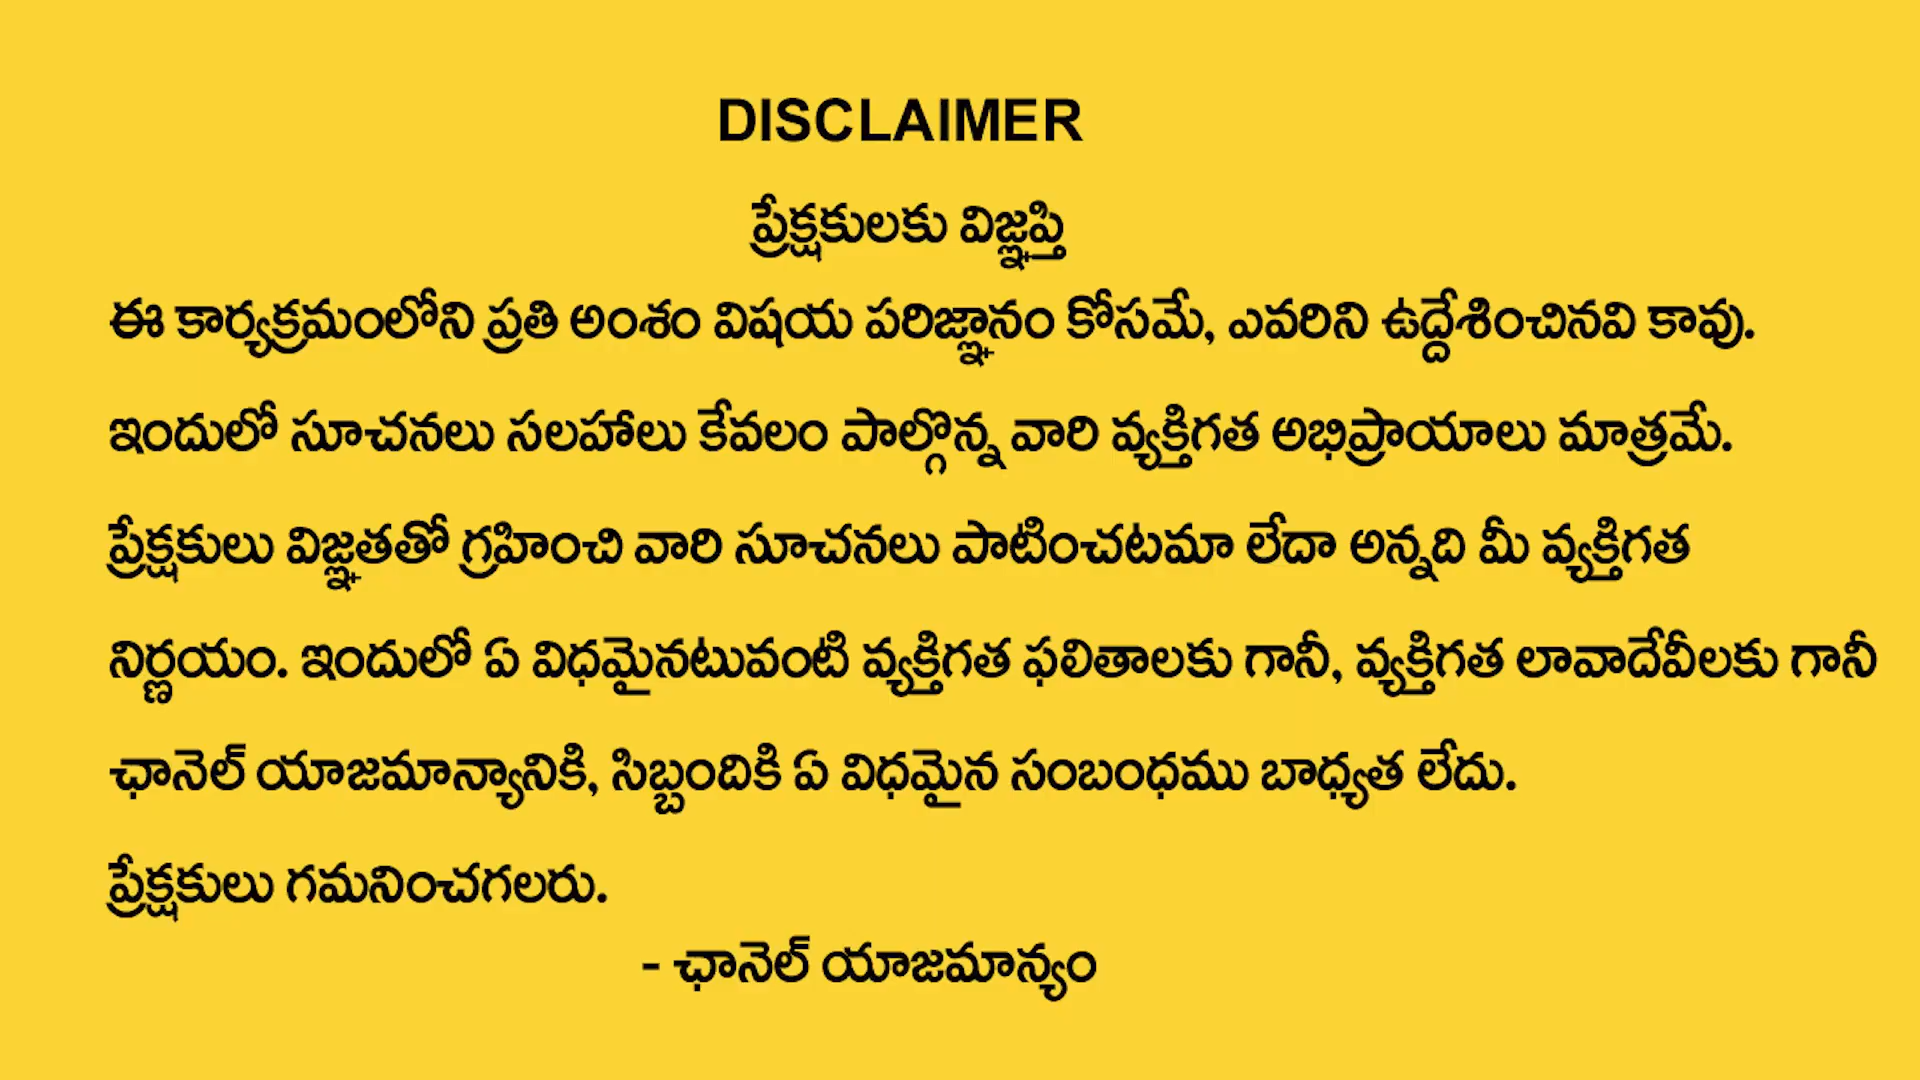 DISCLAIMER
ప్రేక్షకులకు విజ్ఞప్తి
ఈ కార్యక్రమంలోని ప్రతి అంశం విషయ పరిజ్ఞానం కోసమే, ఎవరిని ఉద్దేశించినవి కావు.
ఇందులో సూచనలు సలహాలు కేవలం పాల్గొన్న వారి వ్యక్తిగత అభిప్రాయాలు మాత్రమే.
ప్రేక్షకులు విజ్ఞతతో గ్రహించి వారి సూచనలు పాటించటమా లేదా అన్నది మీ వ్యక్తిగత
నిర్ణయం. ఇందులో ఏ విధమైనటువంటి వ్యక్తిగత ఫలితాలకు గానీ, వ్యక్తిగత లావాదేవీలకు గానీ
ఛానెల్ యాజమాన్యానికి, సిబ్బందికి ఏ విధమైన సంబంధము బాధ్యత లేదు.
ప్రేక్షకులు గమనించగలరు.
- ఛానెల్ యాజమాన్యం